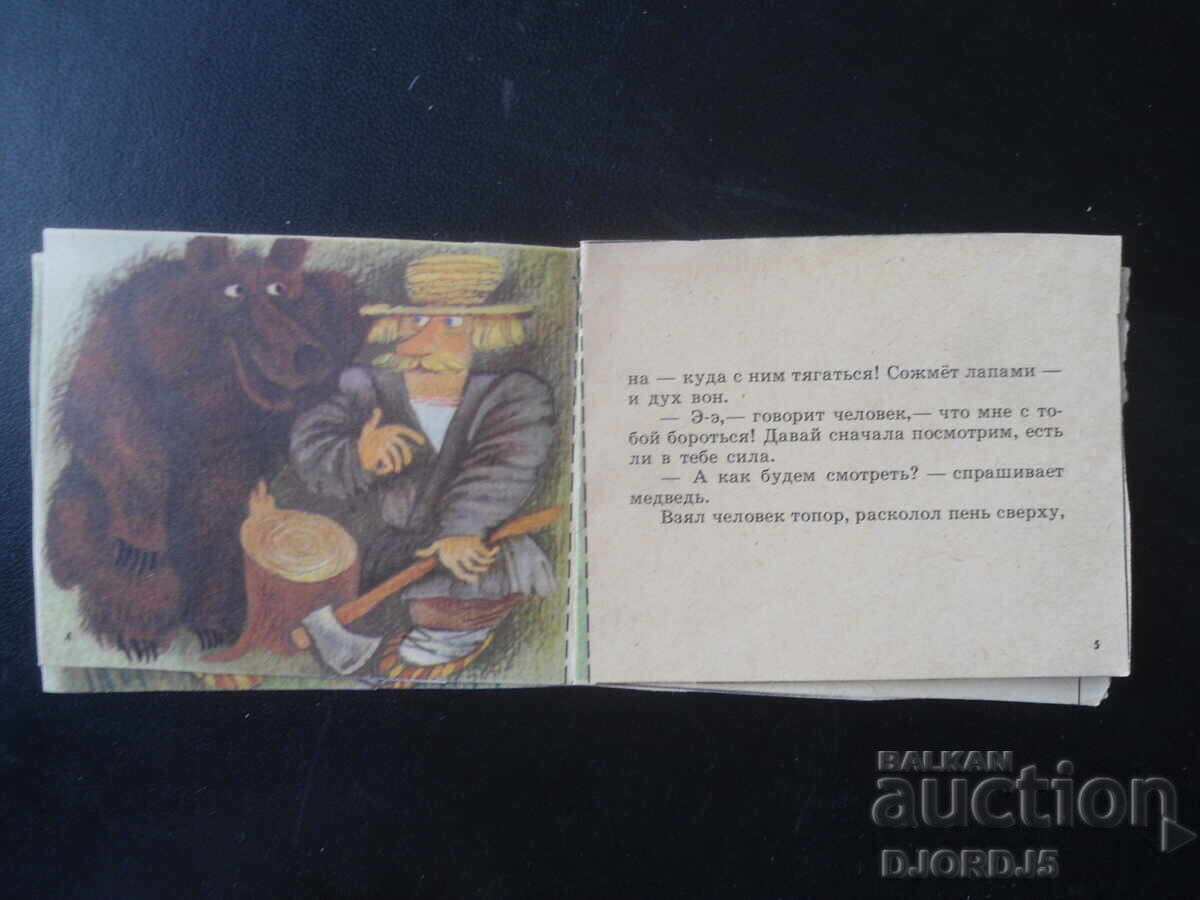 на — куда с ним тягаться! Сожмёт лапами —
и дух вон.
— Э-э,— говорит человек,— что мне с то-
бой бороться! Давай сначала посмотрим, есть
ли в тебе сила.
— А как будем смотреть? — спрашивает
медведь.
Взял человек топор, расколол пень сверху,
4
5
BALKAN
auction
DJORDJ5